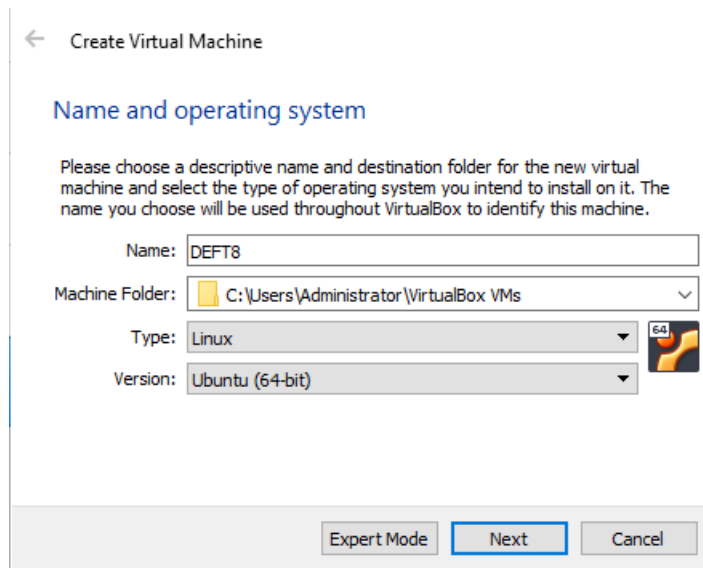 Create Virtual Machine
Name and operating system
Please choose a descriptive name and destination folder for the new virtual
machine and select the type of operating system you intend to install on it. The
name you choose will be used throughout VirtualBox to identify this machine.
Name: DEFT8
Machine Folder: C:\Users\Administrator\VirtualBox VMs
Type: Linux
64
Version: Ubuntu (64-bit)
Expert Mode Next Cancel